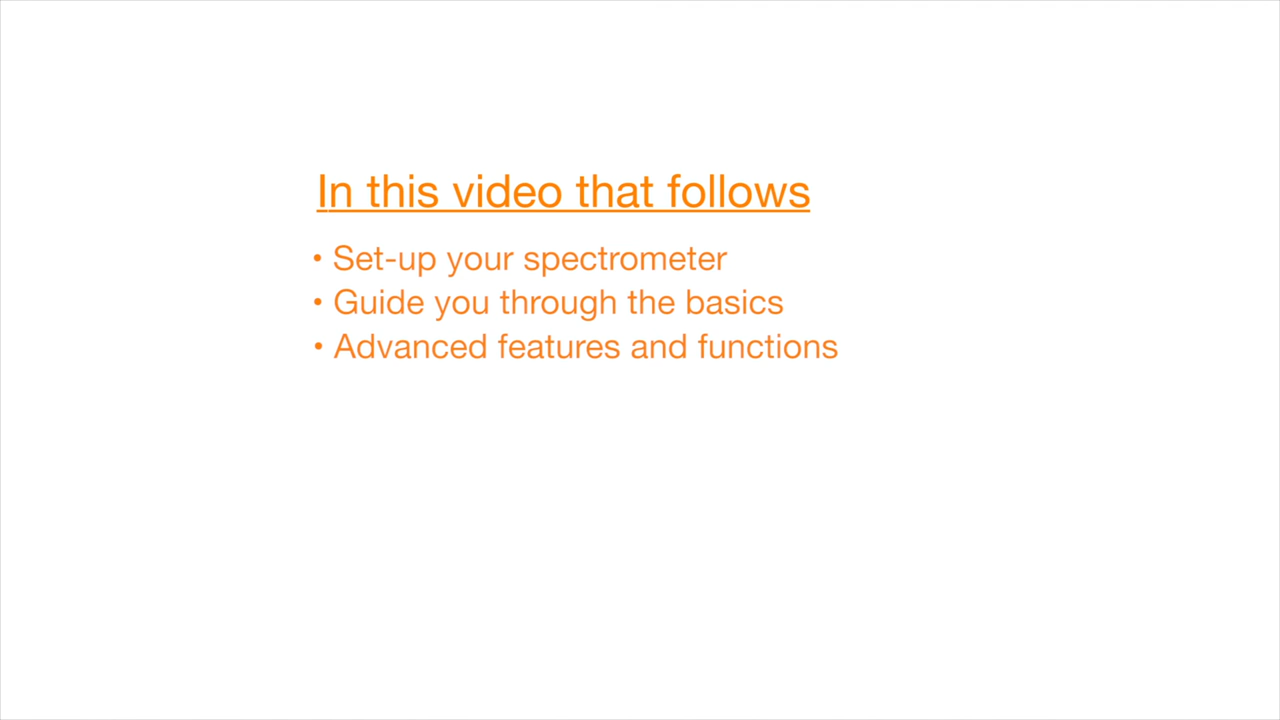 In this video that follows
• Set-up your spectrometer
• Guide you through the basics
• Advanced features and functions